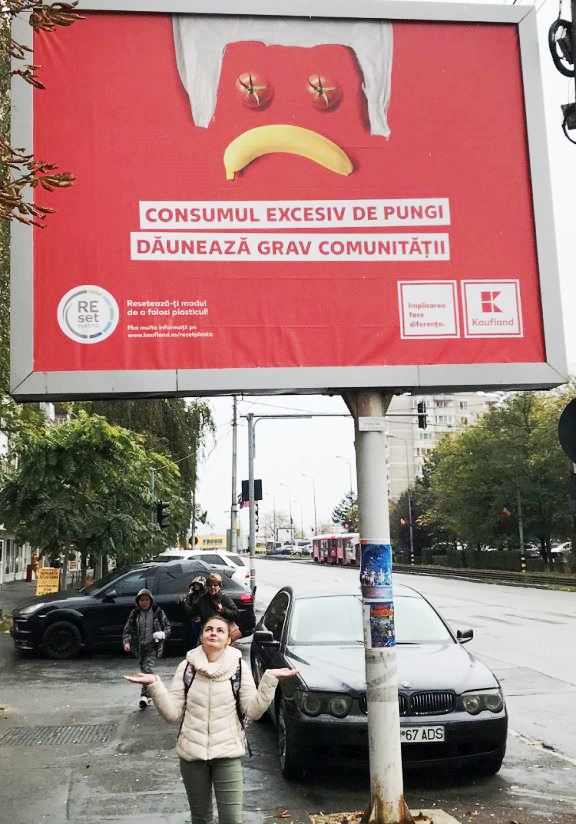 CONSUMUL EXCESIV DE PUNGI
DĂUNEAZĂ GRAV COMUNITĂȚII
RE
set
PLASTIC
Resetează-ți modul
de a folosi plasticul!
Mai multe informații pe
www.kaufland.ro/resetplastic
Implicarea
face
diferența.
Kaufland
67 ADS